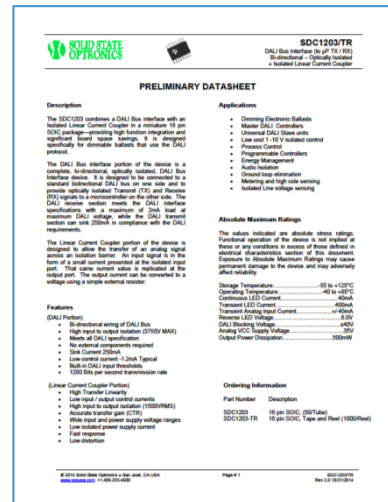 SOLID STATE
OPTRONICS
SDC1203/TR
DALI Bus Interface (to µP TX / RX)
Bi-directional – Optically Isolated
+ Isolated Linear Current Coupler
PRELIMINARY DATASHEET
Description
The SDC1203 combines a DALI Bus interface with an
Isolated Linear Current Coupler in a miniature 16 pin
SOIC package—providing high function integration and
significant board space savings. It is designed
specifically for dimmable ballasts that use the DALI
protocol.
The DALI Bus interface portion of the device is a
complete, bi-directional, optically isolated, DALI Bus
Interface device. It is designed to be connected to a
standard bidirectional DALI bus on one side and to
provide optically isolated Transmit (TX) and Receive
(RX) signals to a microcontroller on the other side. The
DALI receive section meets the DALI interface
specifications with a maximum of 2mA load at
maximum DALI voltage, while the DALI transmit
section can sink 250mA in compliance with the DALI
requirements.
The Linear Current Coupler portion of the device is
designed to allow the transfer of an analog signal
across an isolation barrier. An input signal is in the
form of a small current presented at the isolated input
port. That same current value is replicated at the
output port. The output current can be converted to a
voltage using a simple external resistor.
Features
(DALI Portion)
• Bi-directional wiring of DALI Bus
• High input to output isolation (3750V MAX)
• Meets all DALI specification
• No external components required
• Sink Current 250mA
• Low control current -1.2mA Typical
• Built-in DALI input thresholds
• 1200 Bits per second transmission rate
(Linear Current Coupler Portion)
• High Transfer Linearity
• Low input / output control currents
• High input to output isolation (1500VRMS)
• Accurate transfer gain (CTR)
• Wide input and power supply voltage ranges
• Low isolated power supply current
• Fast response
• Low distortion
Applications
• Dimming Electronic Ballasts
• Master DALI Controllers
• Universal DALI Slave units
• Low cost 1-10 V isolated control
• Process Control
• Programmable Controllers
• Energy Management
• Audio Isolation
• Ground loop elimination
• Metering and high side sensing
• Isolated Line voltage sensing
Absolute Maximum Ratings
The values indicated are absolute stress ratings.
Functional operation of the device is not implied at
these or any conditions in excess of those defined in
electrical characteristics section of this document.
Exposure to Absolute Maximum Ratings may cause
permanent damage to the device and may adversely
affect reliability.
Storage Temperature...-55 to +125°C
Operating Temperature...-40 to +85°C
Continuous LED Current...40mA
Transient LED Current...400mA
Transient Analog Input Current...+/-40mA
Reverse LED Voltage...6.0V
DALI Blocking Voltage...±40V
Analog VCC Supply Voltage...35V
Output Power Dissipation...500mW
Ordering Information
Part Number Description
SDC1203 16 pin SOIC, (50/Tube)
SDC1203-TR 16 pin SOIC, Tape and Reel (1000/Reel)
© 2014 Solid State Optronics • San José, CA USA
www.ssousa.com • +1.408.293.4600
Page # 1
SDC1203/TR
Rev 2.0 10/21/2014